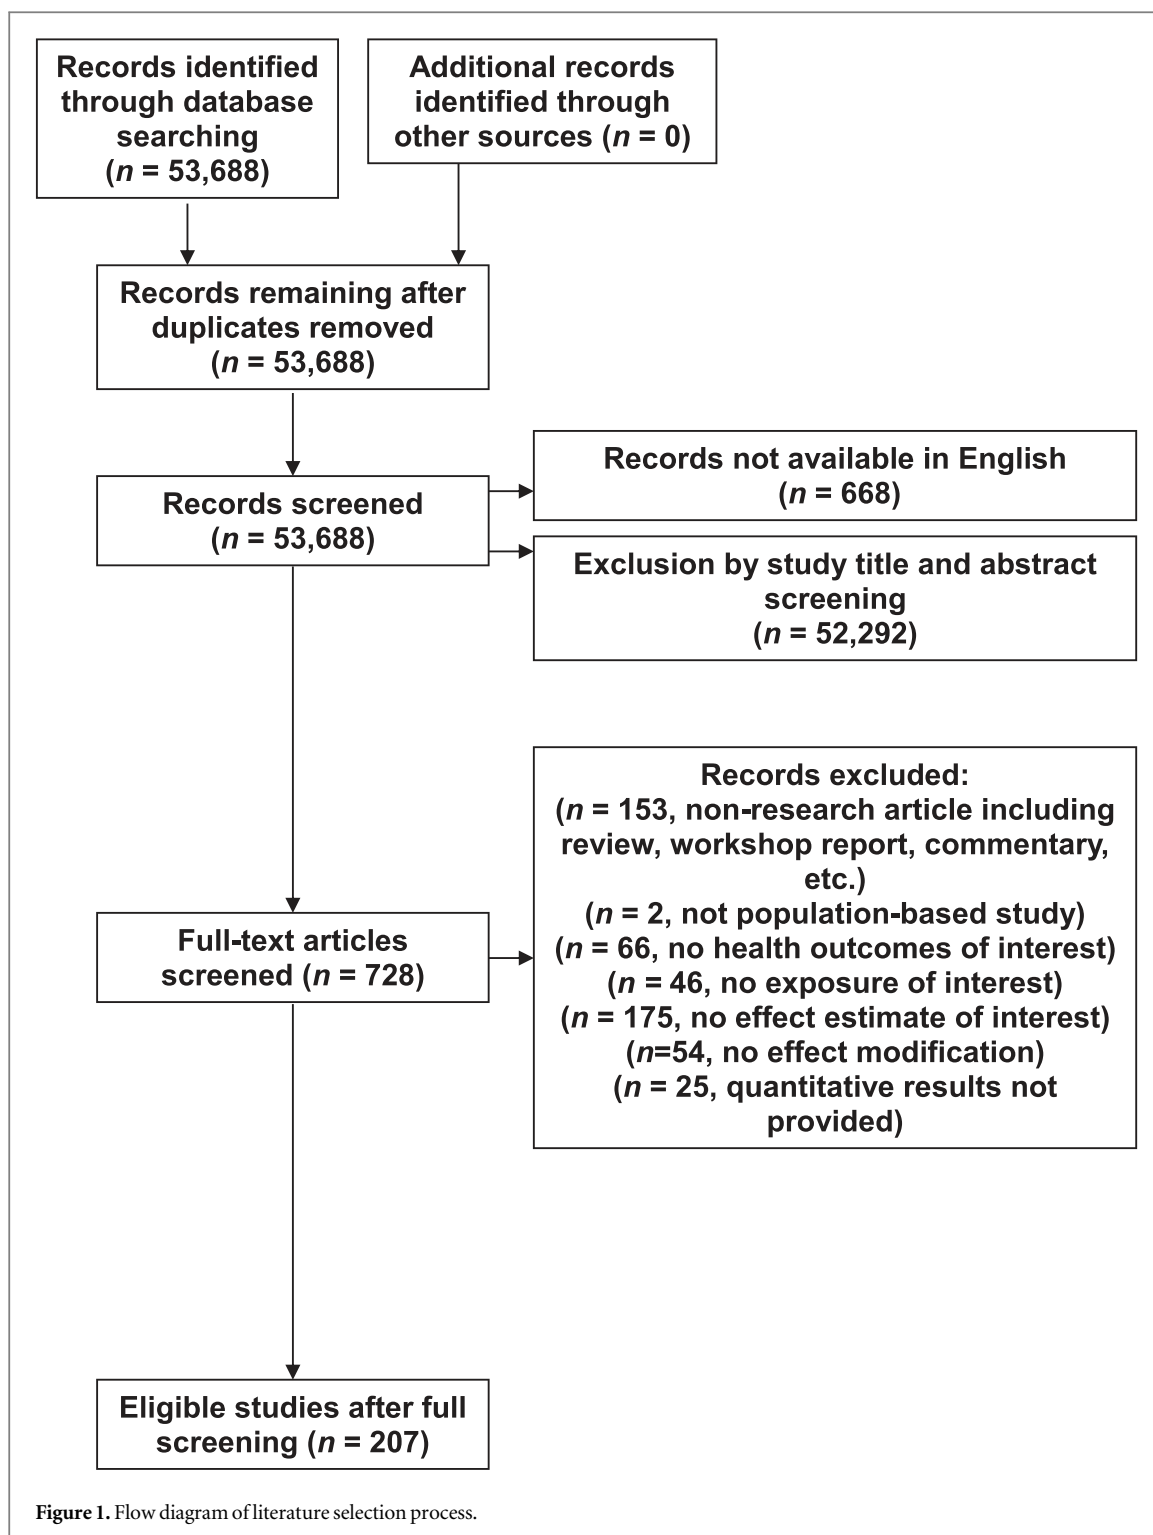 Records identified
through database
searching
(n = 53,688)
Additional records
identified through
other sources (n = 0)
Records remaining after
duplicates removed
(n = 53,688)
Records screened
(n = 53,688)
Records not available in English
(n = 668)
Exclusion by study title and abstract
screening
(n = 52,292)
Full-text articles
screened (n = 728)
Records excluded:
(n = 153, non-research article including
review, workshop report, commentary,
etc.)
(n = 2, not population-based study)
(n = 66, no health outcomes of interest)
(n = 46, no exposure of interest)
(n = 175, no effect estimate of interest)
(n=54, no effect modification)
(n = 25, quantitative results not
provided)
Eligible studies after full
screening (n = 207)
Figure 1. Flow diagram of literature selection process.